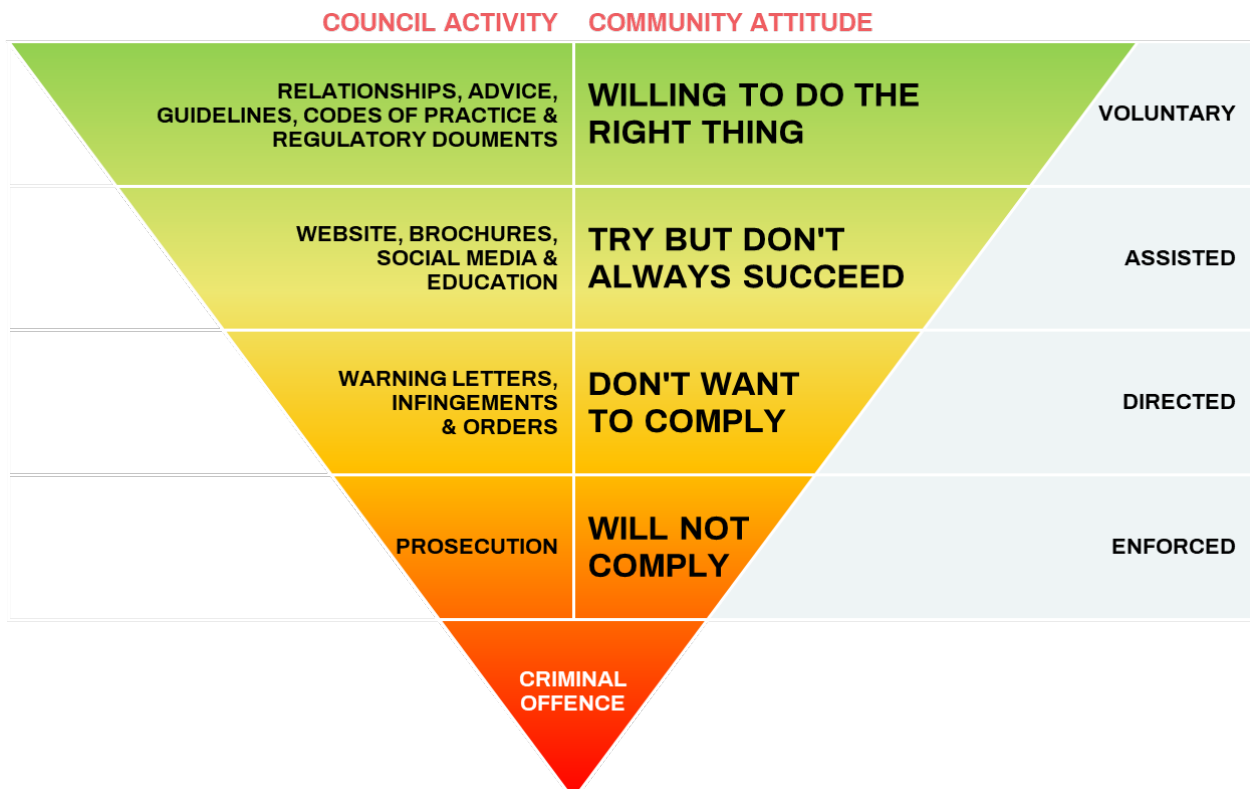 COUNCIL ACTIVITY
COMMUNITY ATTITUDE
RELATIONSHIPS, ADVICE,
GUIDELINES, CODES OF PRACTICE &
REGULATORY DOUMENTS
WILLING TO DO THE
RIGHT THING
VOLUNTARY
WEBSITE, BROCHURES,
SOCIAL MEDIA &
EDUCATION
TRY BUT DON'T
ALWAYS SUCCEED
ASSISTED
WARNING LETTERS,
INFINGEMENTS
& ORDERS
DON'T WANT
TO COMPLY
DIRECTED
PROSECUTION
WILL NOT
COMPLY
ENFORCED
CRIMINAL
OFFENCE